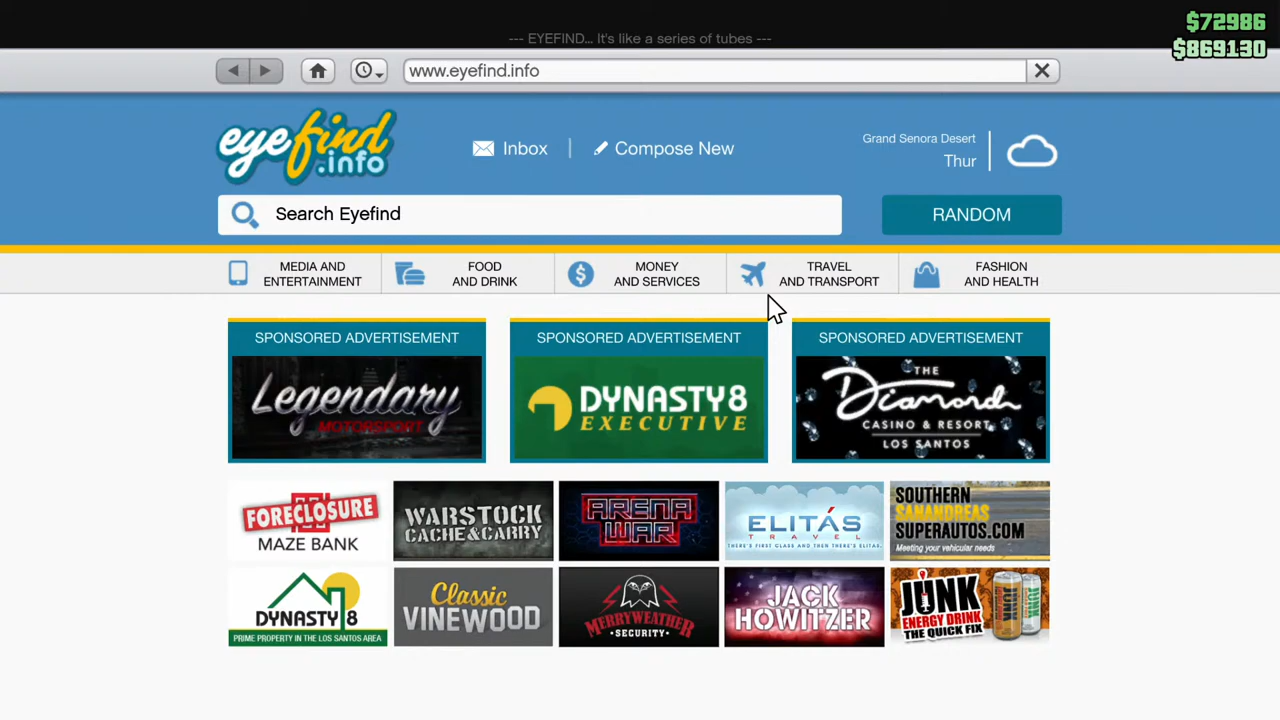 $72986
--- EYEFIND... It's like a series of tubes ---
$869130
www.eyefind.info
eyefind.info
Inbox
Compose New
Grand Senora Desert
Thur
Search Eyefind
RANDOM
MEDIA AND ENTERTAINMENT
FOOD AND DRINK
MONEY AND SERVICES
TRAVEL AND TRANSPORT
FASHION AND HEALTH
SPONSORED ADVERTISEMENT
Legendary
MOTORSPORT
SPONSORED ADVERTISEMENT
DYNASTY8
EXECUTIVE
SPONSORED ADVERTISEMENT
THE
Diamond
CASINO & RESORT
LOS SANTOS
FORECLOSURE
MAZE BANK
WARSTOCK
CACHE&CARRY
ARENA
WAR
ELITÁS
TRAVEL
THERE'S FIRST CLASS AND THEN THERE'S ELITAS
SOUTHERN
SANANDREAS
SUPERAUTOS.COM
Meeting your vehicular needs
DYNASTY 8
PRIME PROPERTY IN THE LOS SANTOS AREA
Classic
VINEWOOD
MERRYWEATHER
SECURITY
JACK
HOWITZER
JUNK
ENERGY DRINK
THE QUICK FIX